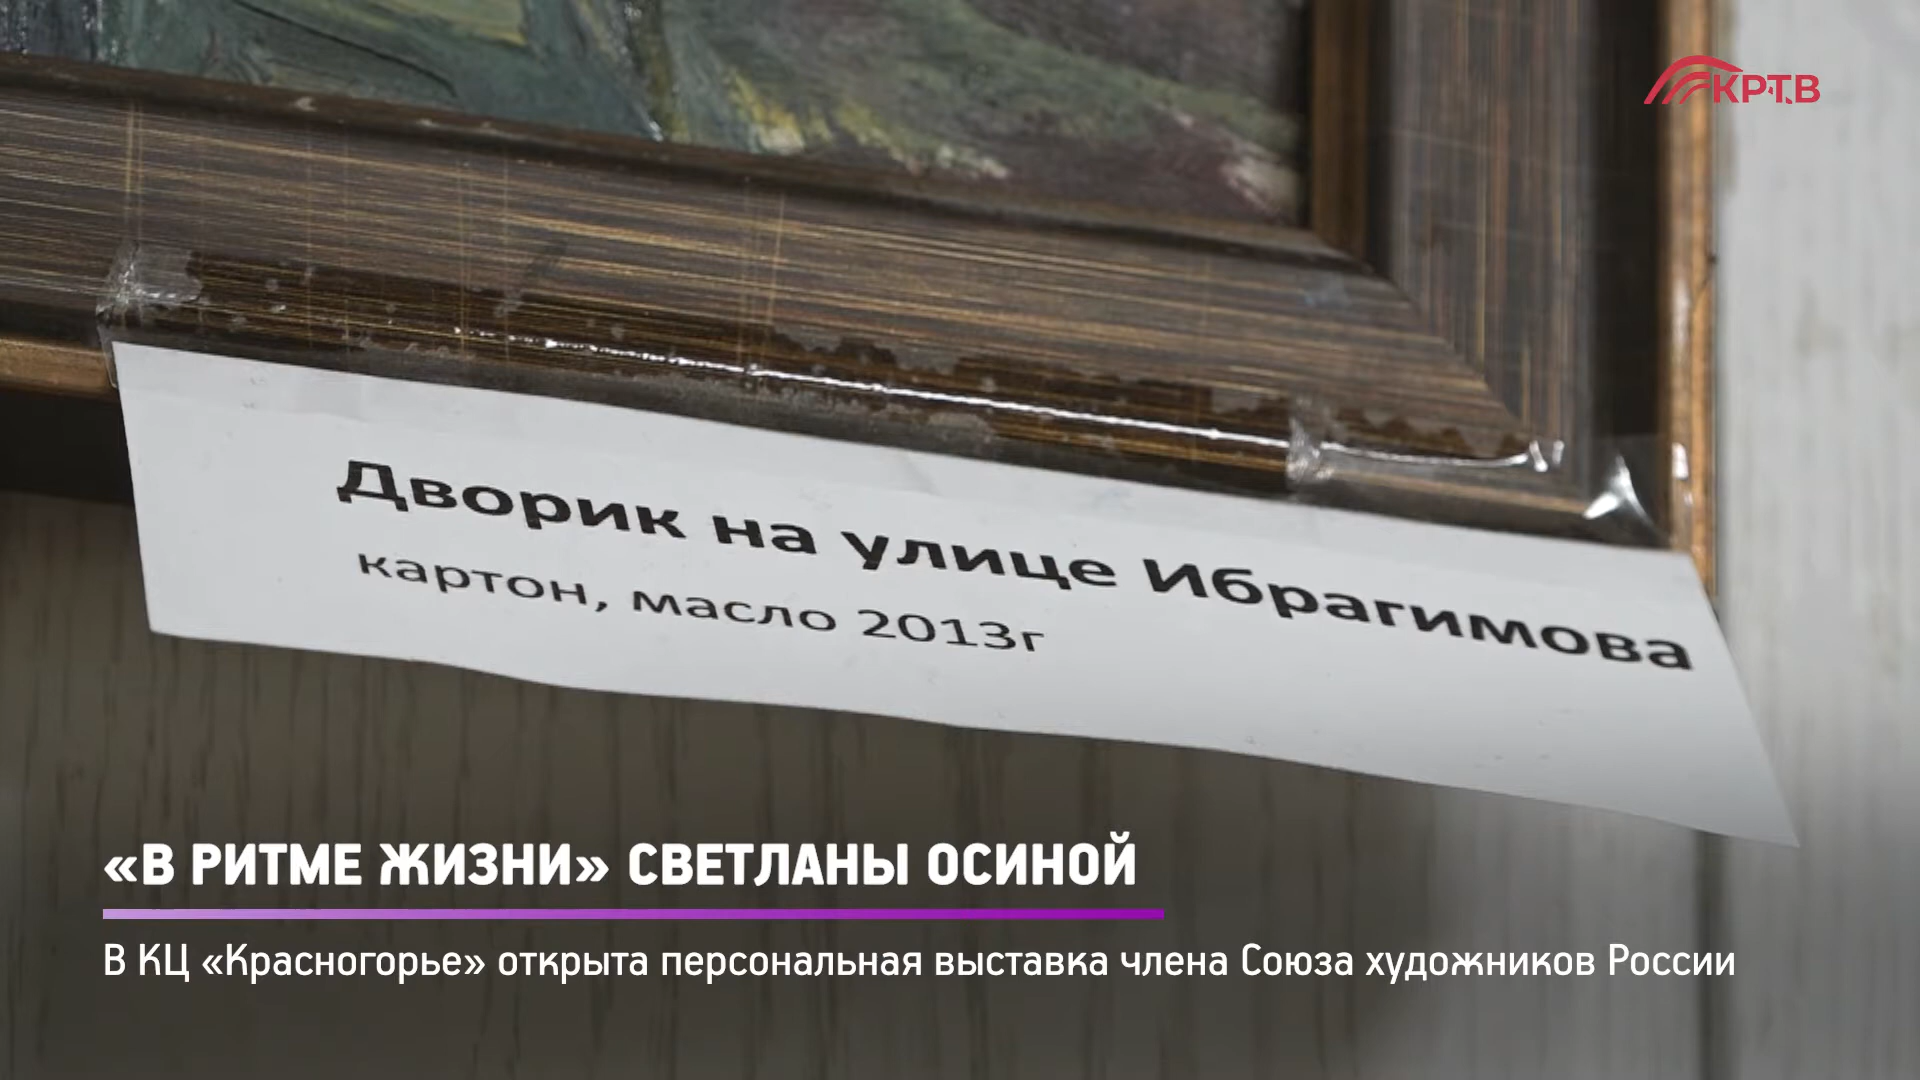 КРТВ
Дворик на улице Ибрагимова
картон, масло 2013г
«В РИТМЕ ЖИЗНИ» СВЕТЛАНЫ ОСИНОЙ
В КЦ «Красногорье» открыта персональная выставка члена Союза художников России